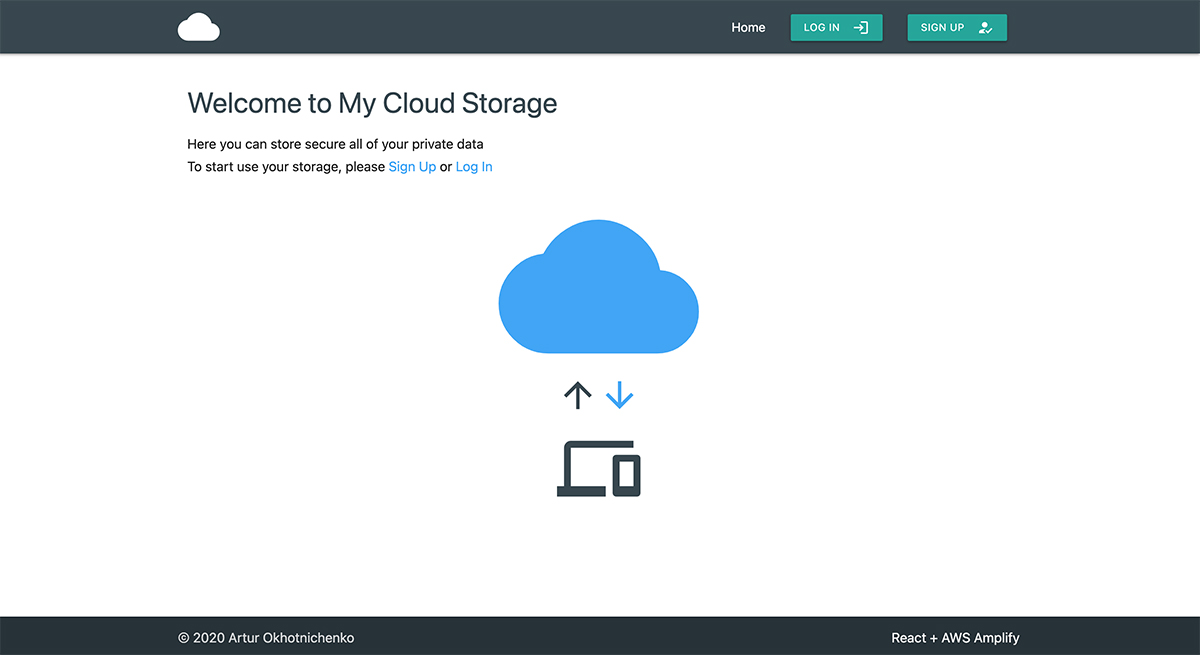 Home
LOG IN
SIGN UP
Welcome to My Cloud Storage
Here you can store secure all of your private data
To start use your storage, please Sign Up or Log In
© 2020 Artur Okhotnichenko
React + AWS Amplify